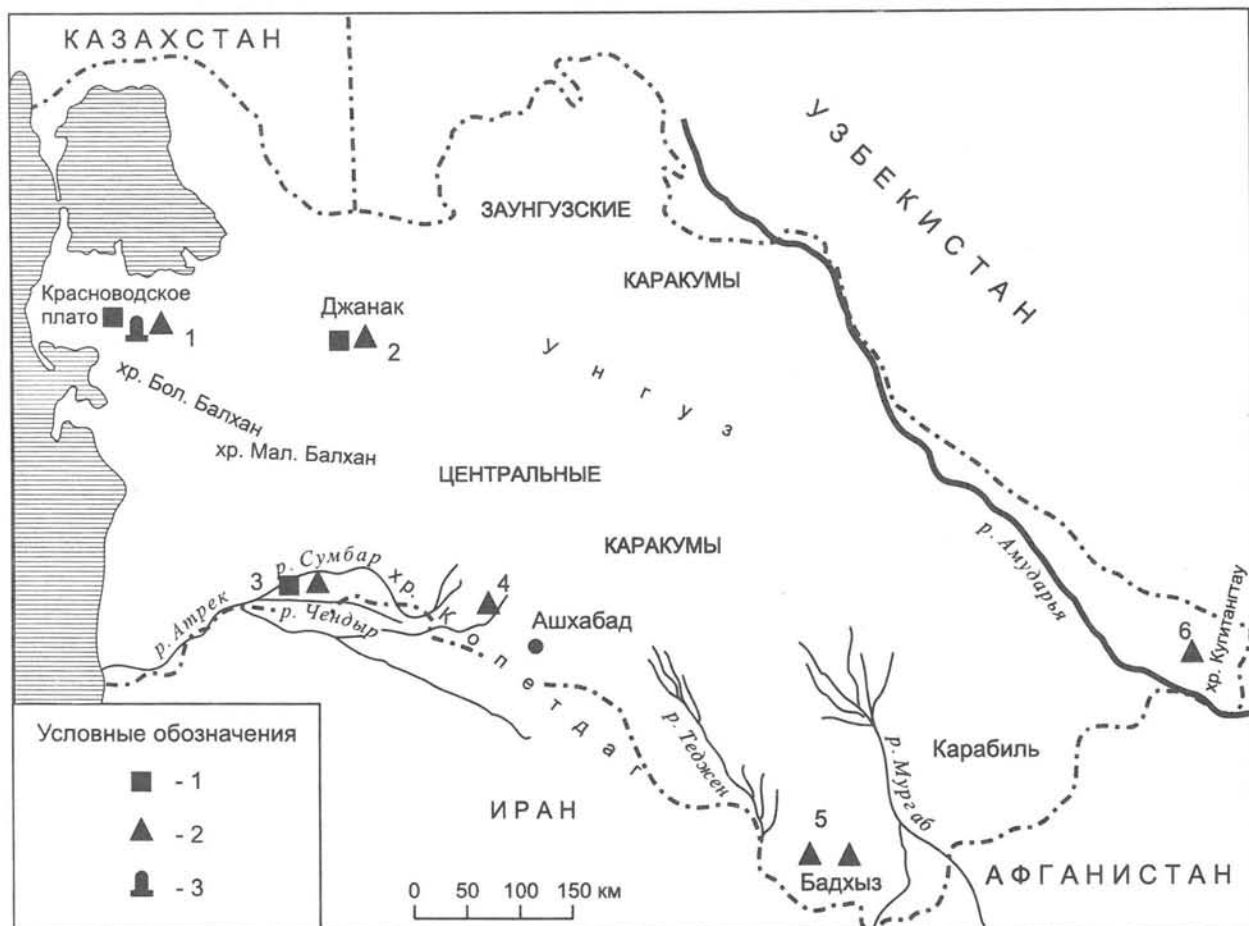 КАЗАХСТАН
УЗБЕКИСТАН
ЗАУНГУЗСКИЕ
КАРАКУМЫ
Красноводское
плато
1
Джанак
2
Унгуз
хр. Бол. Балхан
хр. Мал. Балхан
ЦЕНТРАЛЬНЫЕ
КАРАКУМЫ
р. Амударья
р. Сумбар
3
хр. Копетдаг
4
р. Атрек
р. Чендыр
Ашхабад
6
хр. Кугитангтау
р. Теджен
р. Мургаб
Карабиль
Условные обозначения
- 1
- 2
- 3
ИРАН
5
Бадхыз
АФГАНИСТАН
0 50 100 150 км